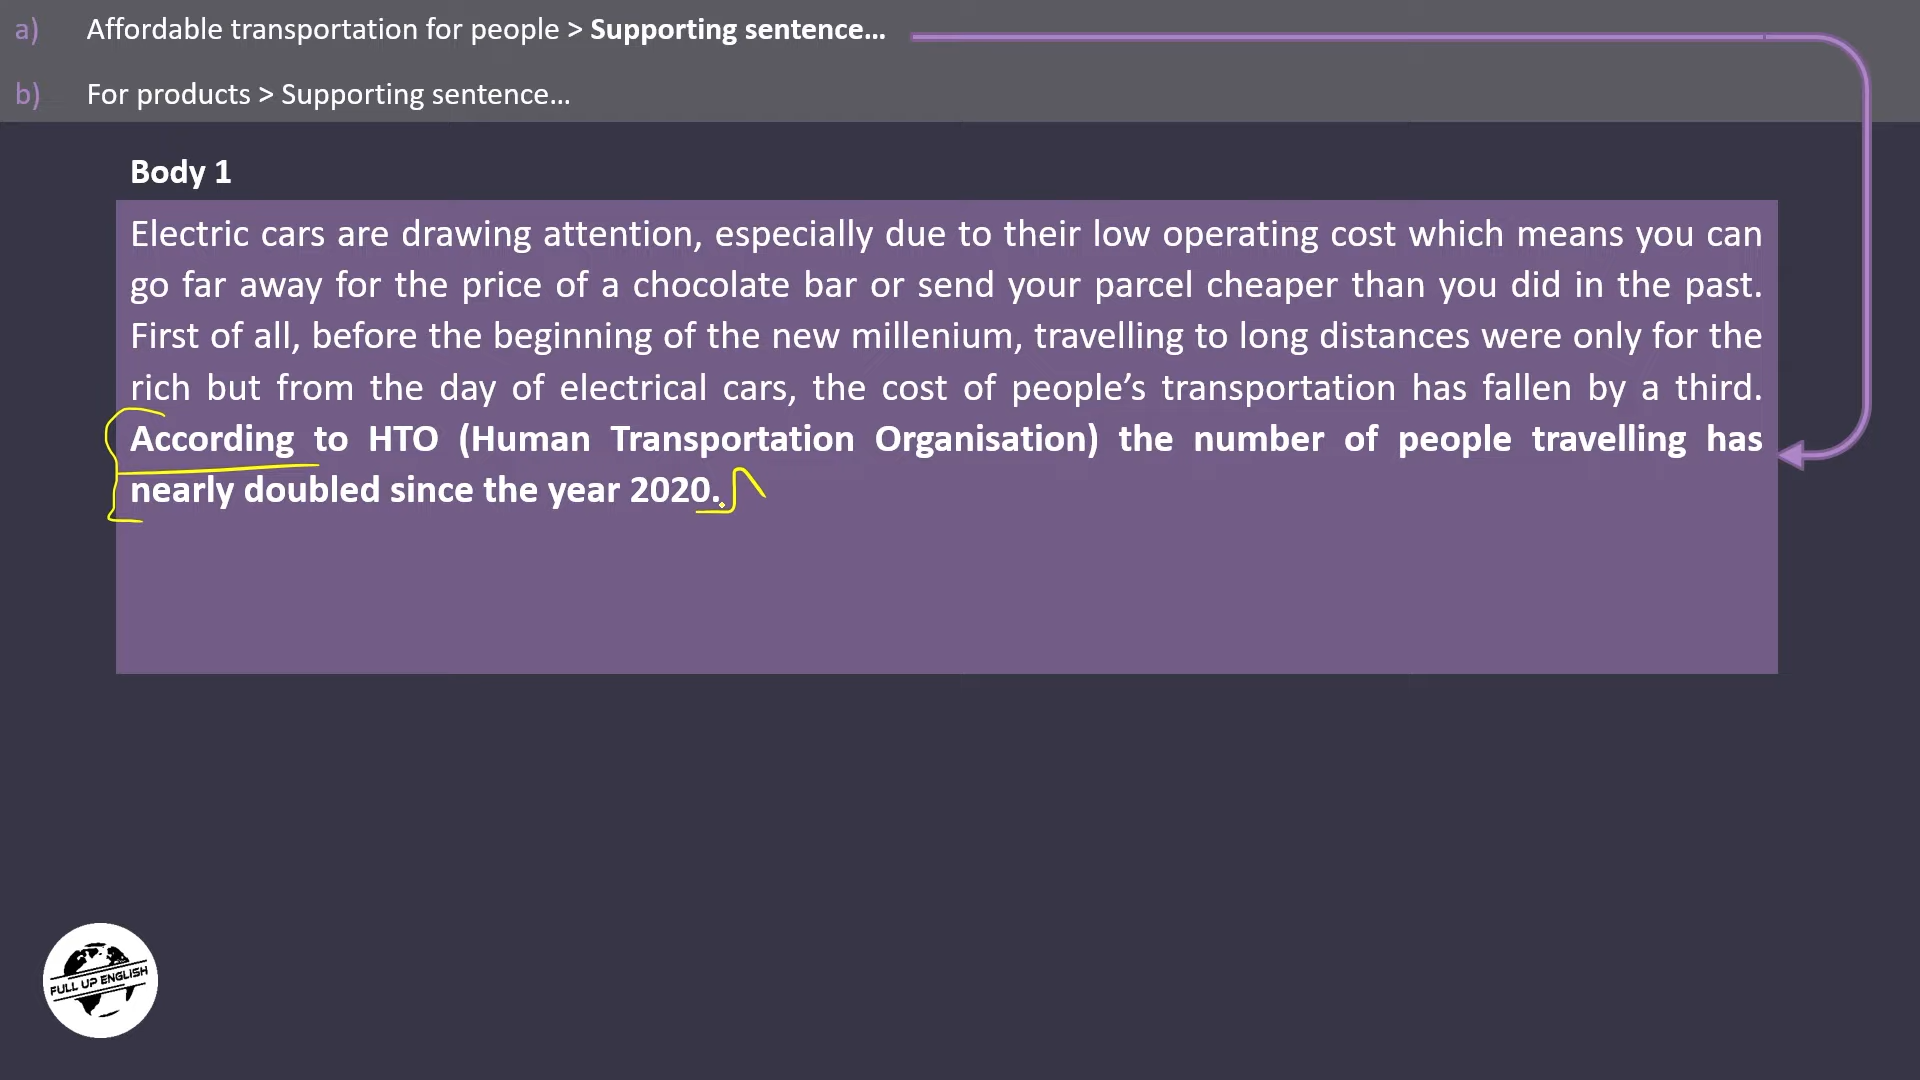 a) Affordable transportation for people > Supporting sentence...
b) For products > Supporting sentence...
Body 1
Electric cars are drawing attention, especially due to their low operating cost which means you can
go far away for the price of a chocolate bar or send your parcel cheaper than you did in the past.
First of all, before the beginning of the new millenium, travelling to long distances were only for the
rich but from the day of electrical cars, the cost of people’s transportation has fallen by a third.
According to HTO (Human Transportation Organisation) the number of people travelling has
nearly doubled since the year 2020.
FULL UP ENGLISH